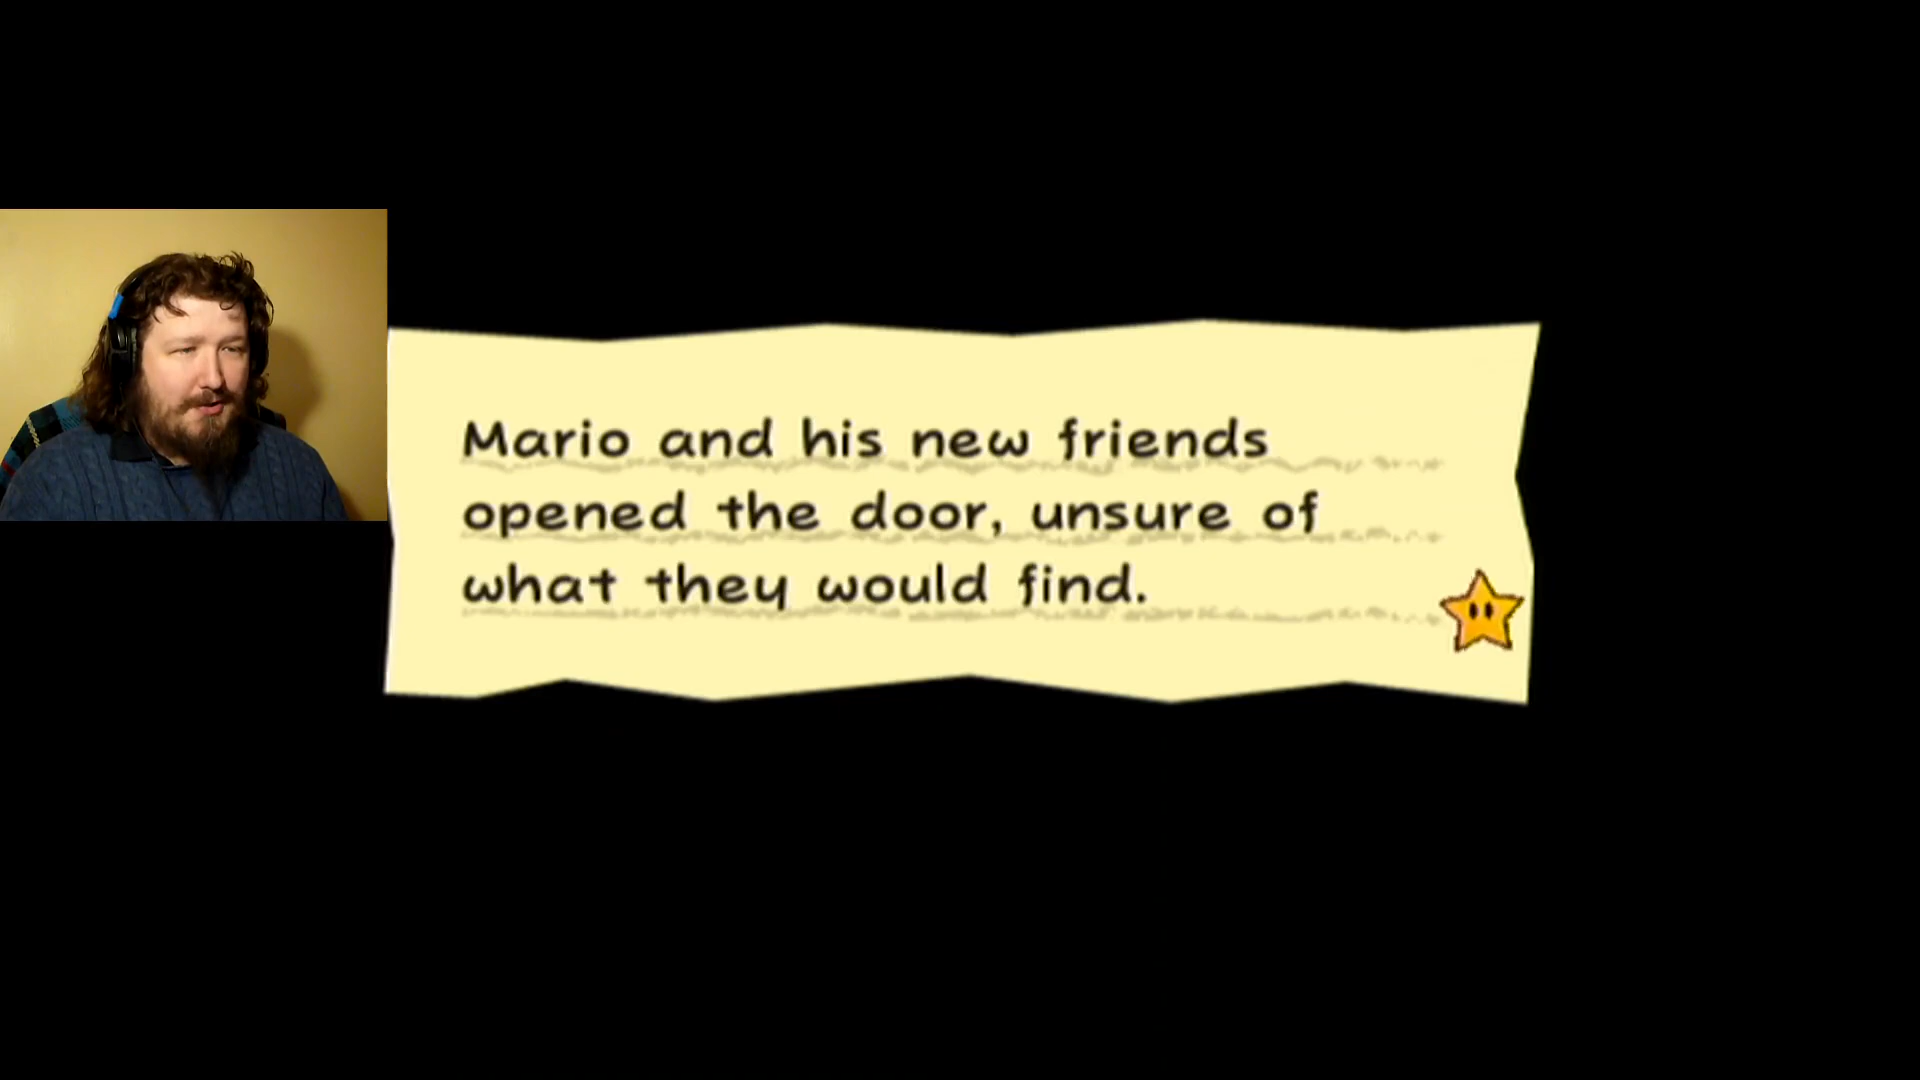 Mario and his new friends
opened the door, unsure of
what they would find.